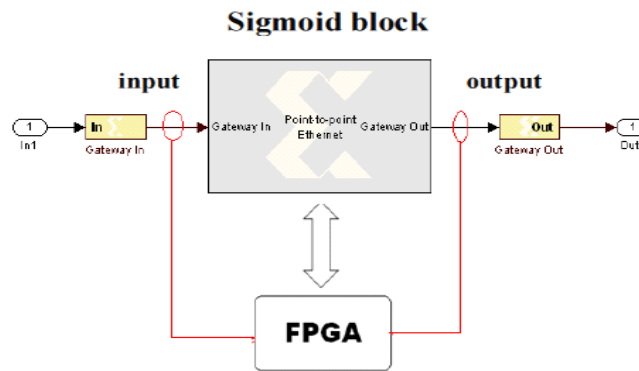 Sigmoid block
input
output
1
In1
In
Gateway In
Gateway In
Point-to-point
Ethernet
Gateway Out
Out
Gateway Out
1
Out
FPGA